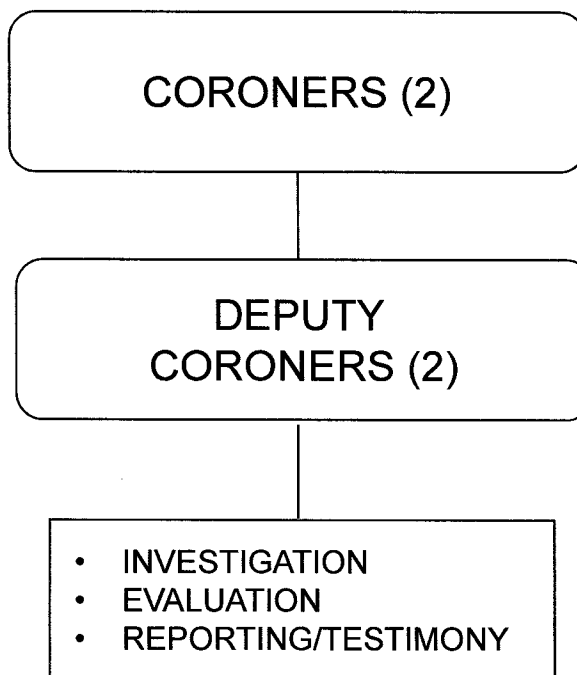 CORONERS (2)
DEPUTY
CORONERS (2)
• INVESTIGATION
• EVALUATION
• REPORTING/TESTIMONY